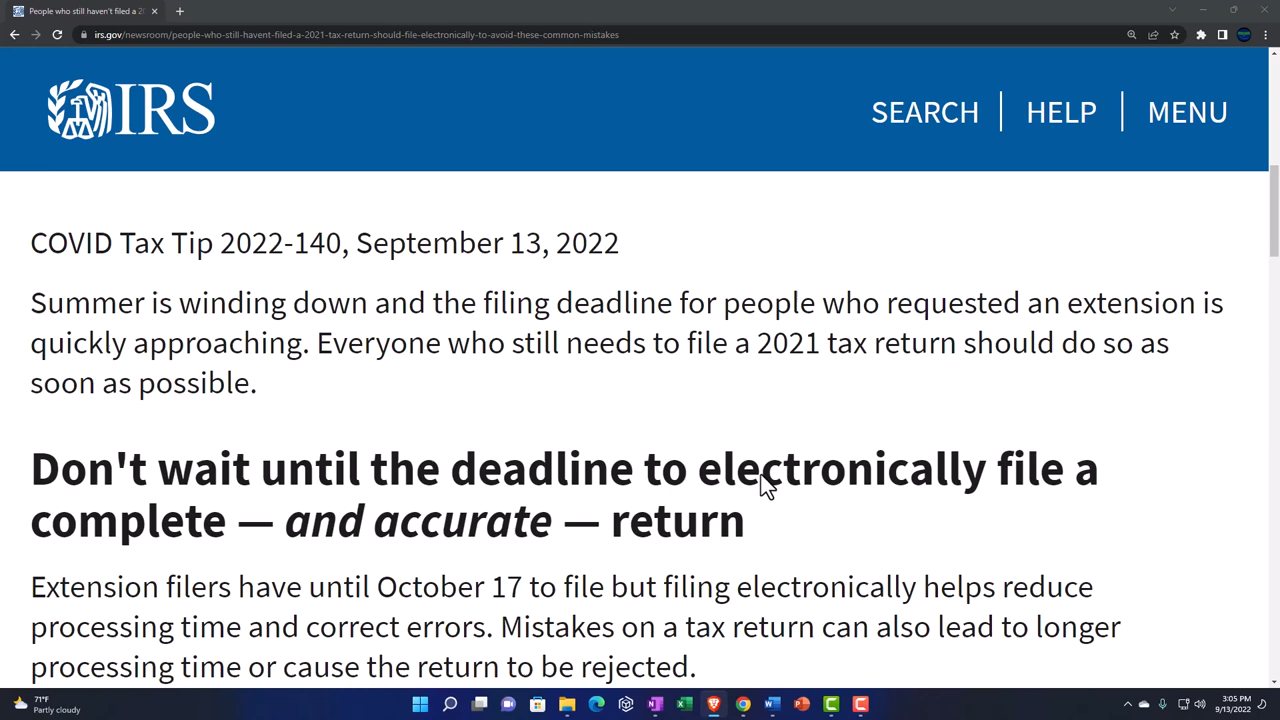 People who still haven't filed a 20
irs.gov/newsroom/people-who-still-havent-filed-a-2021-tax-return-should-file-electronically-to-avoid-these-common-mistakes
IRS
SEARCH HELP MENU
COVID Tax Tip 2022-140, September 13, 2022
Summer is winding down and the filing deadline for people who requested an extension is
quickly approaching. Everyone who still needs to file a 2021 tax return should do so as
soon as possible.
Don't wait until the deadline to electronically file a
complete — and accurate — return
Extension filers have until October 17 to file but filing electronically helps reduce
processing time and correct errors. Mistakes on a tax return can also lead to longer
processing time or cause the return to be rejected.
71°F
Partly cloudy
3:05 PM
9/13/2022